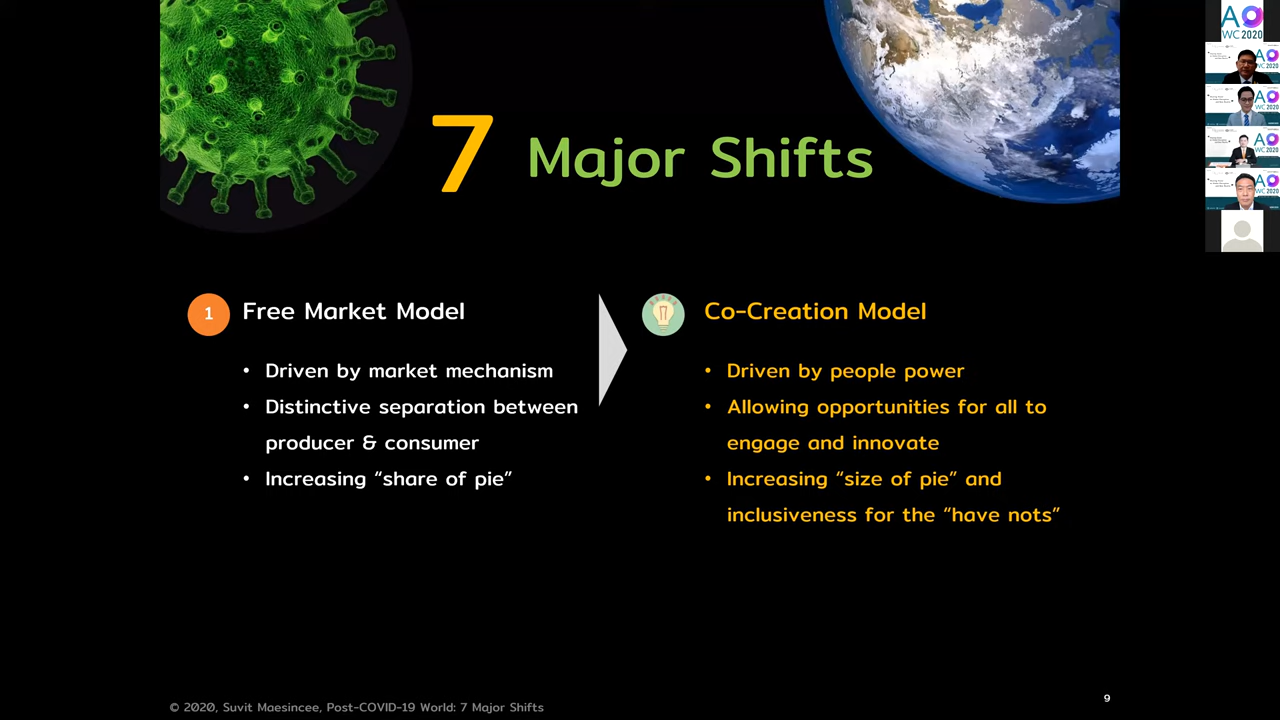 7 Major Shifts
1 Free Market Model
• Driven by market mechanism
• Distinctive separation between
producer & consumer
• Increasing “share of pie”
Co-Creation Model
• Driven by people power
• Allowing opportunities for all to
engage and innovate
• Increasing “size of pie” and
inclusiveness for the “have nots”
© 2020, Suvit Maesincee, Post-COVID-19 World: 7 Major Shifts
9
AO
WC 2020